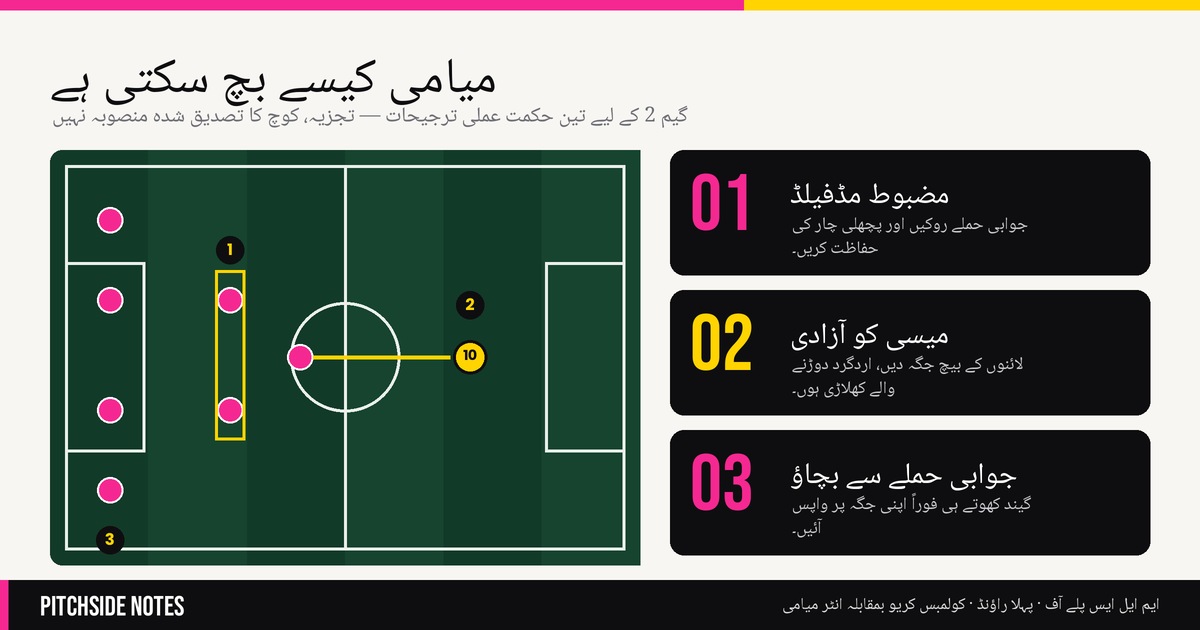 میامی کیسے بچ سکتی ہے
گیم 2 کے لیے تین حکمت عملی ترجیحات — تجزیہ، کوچ کا تصدیق شدہ منصوبہ نہیں
1
2
10
3
01
مضبوط مڈفیلڈ
جوابی حملے روکیں اور پچھلی چار کی
حفاظت کریں۔
02
میسی کو آزادی
لائنوں کے بیچ جگہ دیں، اردگرد دوڑنے
والے کھلاڑی ہوں۔
03
جوابی حملے سے بچاؤ
گیند کھوتے ہی فوراً اپنی جگہ پر واپس
آئیں۔
PITCHSIDE NOTES
ایم ایل ایس پلے آف · پہلا راؤنڈ · کولمبس کریو بمقابلہ انٹر میامی